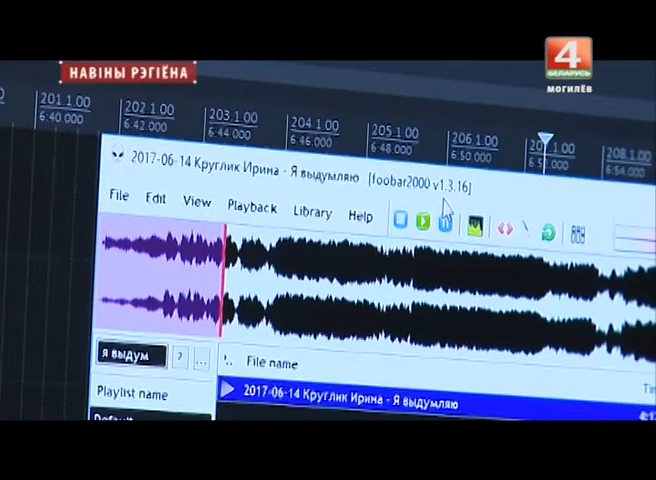 НАВІНЫ РЭГІЁНА
4
БЕЛАРУСЬ
МОГИЛЁВ
201.1.00 202.1.00 203.1.00 204.1.00 205.1.00 206.1.00 208.1.00
6:40.000 6:42.000 6:44.000 6:46.000 6:48.000 6:50.000 6:54.000
2017-06-14 Круглик Ирина - Я выдумляю [foobar2000 v1.3.16]
File Edit View Playback Library Help
я выдум ? ... File name
Playlist name
2017-06-14 Круглик Ирина - Я выдумляю